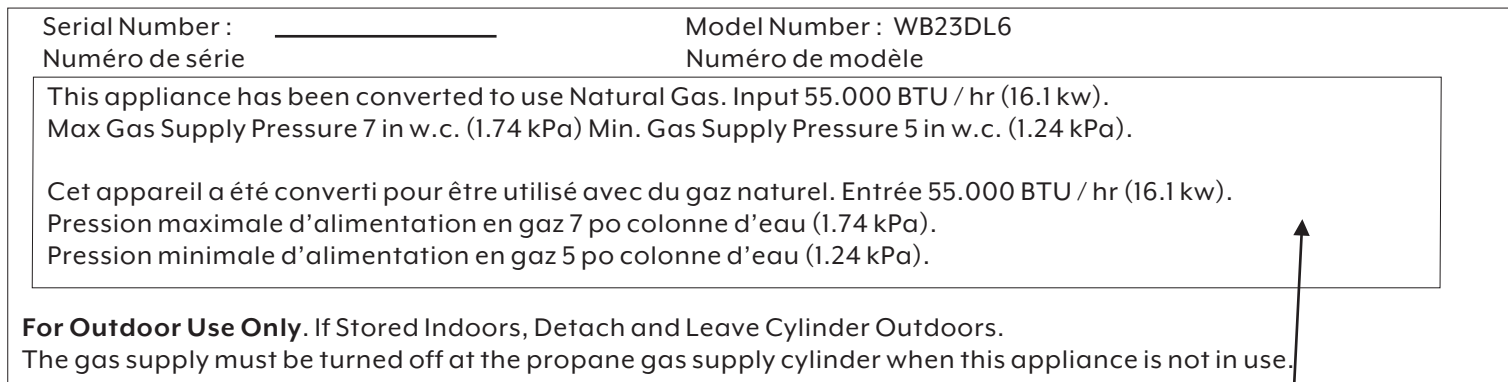 Serial Number : Model Number : WB23DL6
Numéro de série Numéro de modèle
This appliance has been converted to use Natural Gas. Input 55.000 BTU / hr (16.1 kw).
Max Gas Supply Pressure 7 in w.c. (1.74 kPa) Min. Gas Supply Pressure 5 in w.c. (1.24 kPa).
Cet appareil a été converti pour être utilisé avec du gaz naturel. Entrée 55.000 BTU / hr (16.1 kw).
Pression maximale d’alimentation en gaz 7 po colonne d’eau (1.74 kPa).
Pression minimale d’alimentation en gaz 5 po colonne d’eau (1.24 kPa).
For Outdoor Use Only. If Stored Indoors, Detach and Leave Cylinder Outdoors.
The gas supply must be turned off at the propane gas supply cylinder when this appliance is not in use.